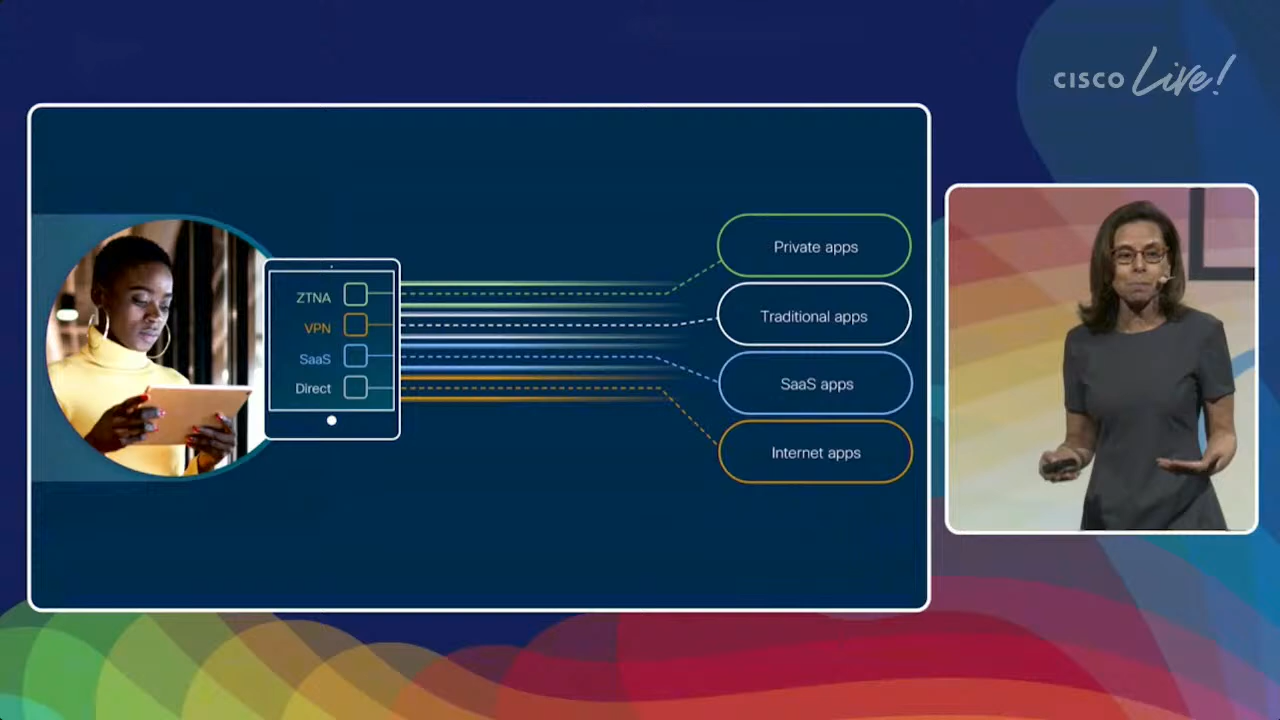 CISCO Live!
ZTNA
VPN
SaaS
Direct
Private apps
Traditional apps
SaaS apps
Internet apps